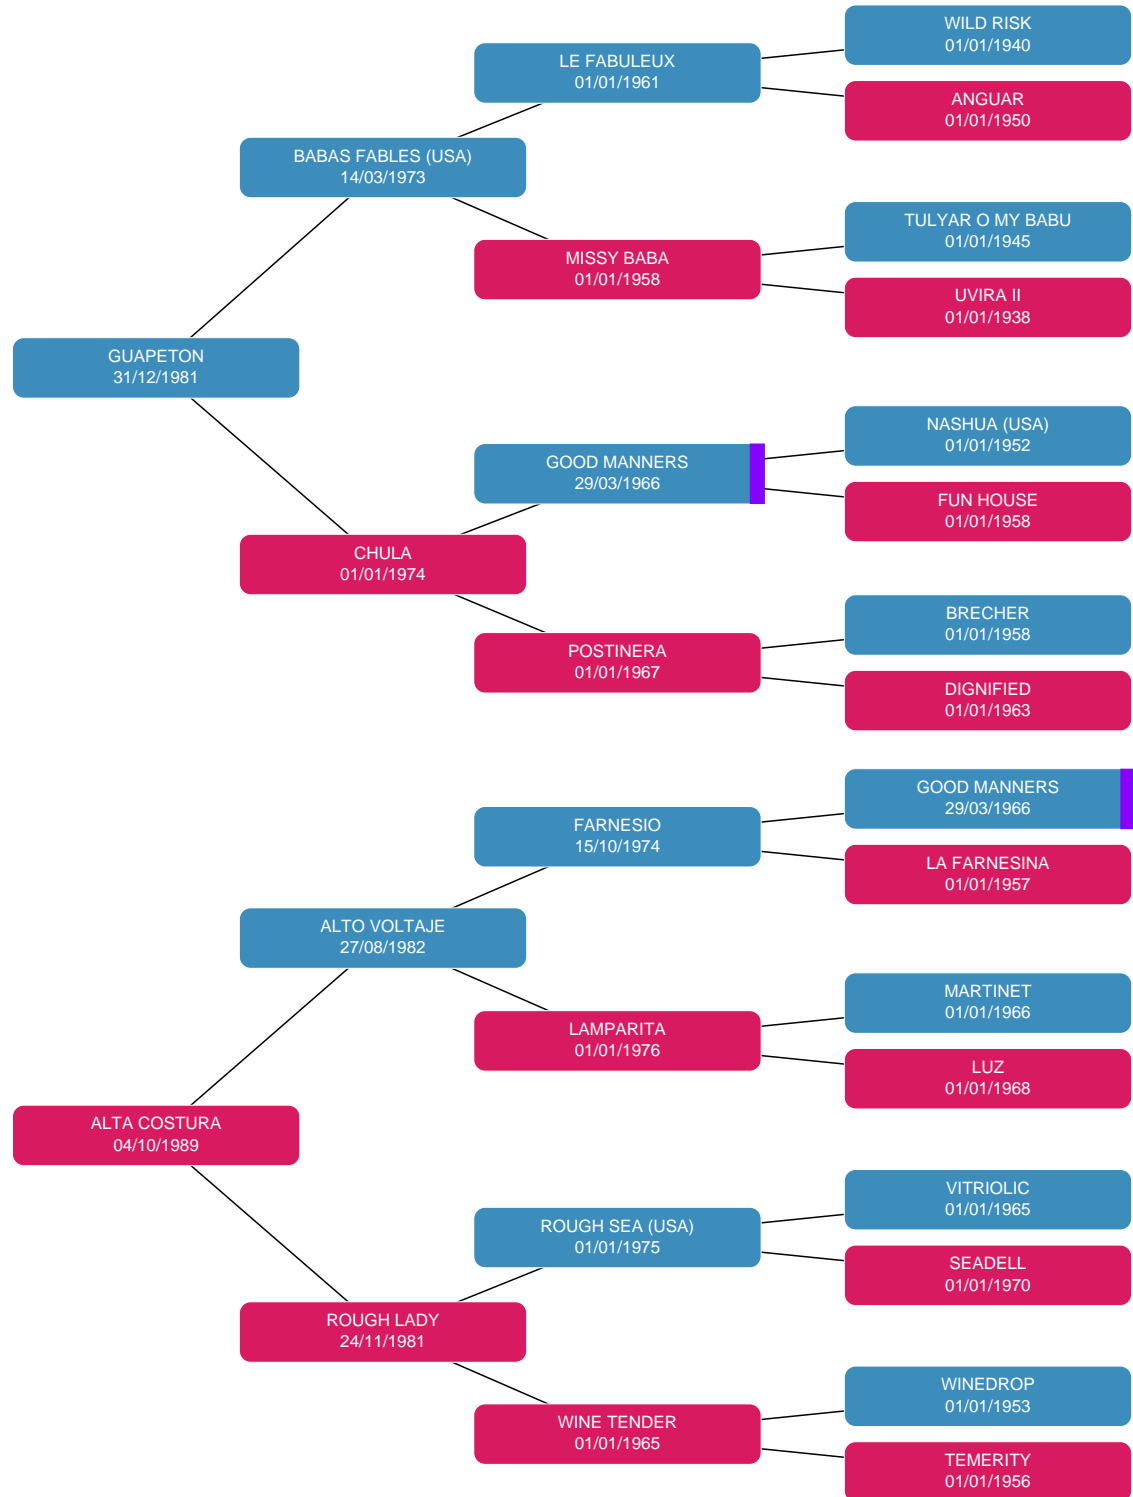 WILD RISK
01/01/1940
LE FABULEUX
01/01/1961
ANGUAR
01/01/1950
BABAS FABLES (USA)
14/03/1973
TULYAR O MY BABU
01/01/1945
MISSY BABA
01/01/1958
UVIRA II
01/01/1938
GUAPETON
31/12/1981
NASHUA (USA)
01/01/1952
GOOD MANNERS
29/03/1966
FUN HOUSE
01/01/1958
CHULA
01/01/1974
BRECHER
01/01/1958
POSTINERA
01/01/1967
DIGNIFIED
01/01/1963
GOOD MANNERS
29/03/1966
FARNESIO
15/10/1974
LA FARNESINA
01/01/1957
ALTO VOLTAJE
27/08/1982
MARTINET
01/01/1966
LAMPARITA
01/01/1976
LUZ
01/01/1968
ALTA COSTURA
04/10/1989
VITRIOLIC
01/01/1965
ROUGH SEA (USA)
01/01/1975
SEADELL
01/01/1970
ROUGH LADY
24/11/1981
WINEDROP
01/01/1953
WINE TENDER
01/01/1965
TEMERITY
01/01/1956